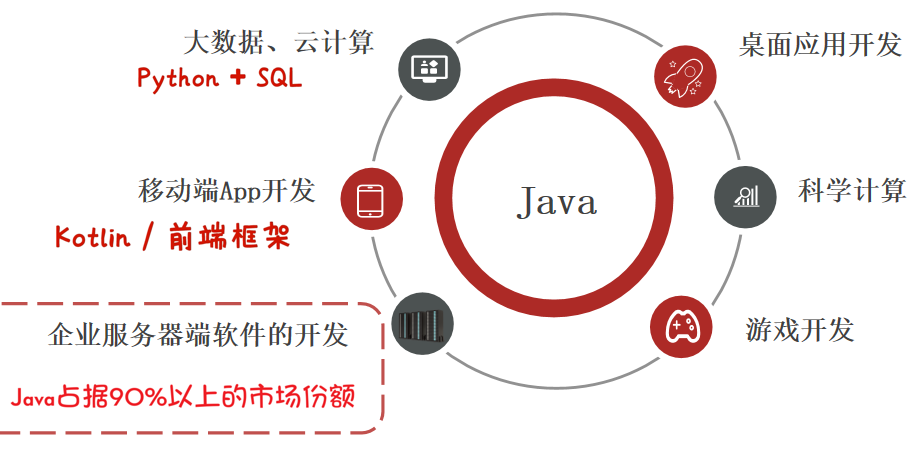 大数据、云计算
Python + SQL
桌面应用开发
移动端App开发
Kotlin / 前端框架
Java
科学计算
企业服务器端软件的开发
Java占据90%以上的市场份额
游戏开发